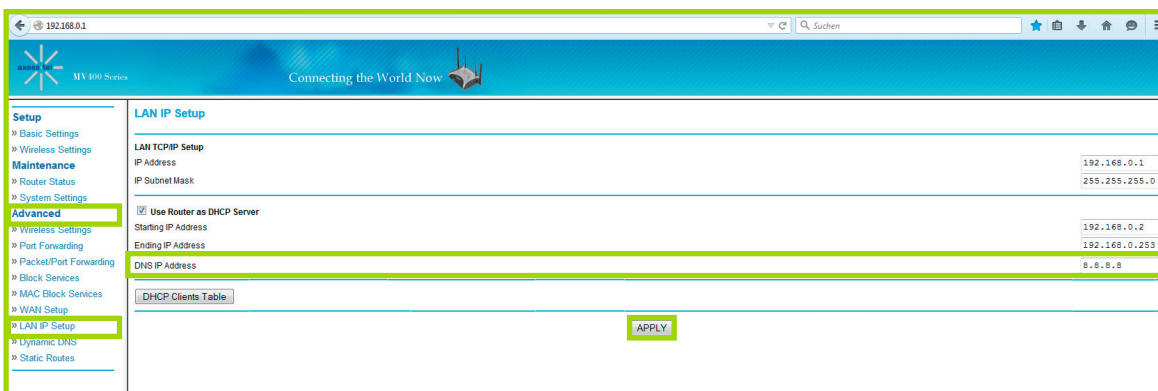 192.168.0.1
Suchen
MV400 Series
Connecting the World Now
Setup
» Basic Settings
» Wireless Settings
Maintenance
» Router Status
» System Settings
Advanced
» Wireless Settings
» Port Forwarding
» Packet/Port Forwarding
» Block Services
» MAC Block Services
» WAN Setup
» LAN IP Setup
» Dynamic DNS
» Static Routes
LAN IP Setup
LAN TCP/IP Setup
IP Address 192.168.0.1
IP Subnet Mask 255.255.255.0
Use Router as DHCP Server
Starting IP Address 192.168.0.2
Ending IP Address 192.168.0.253
DNS IP Address 8.8.8.8
DHCP Clients Table
APPLY